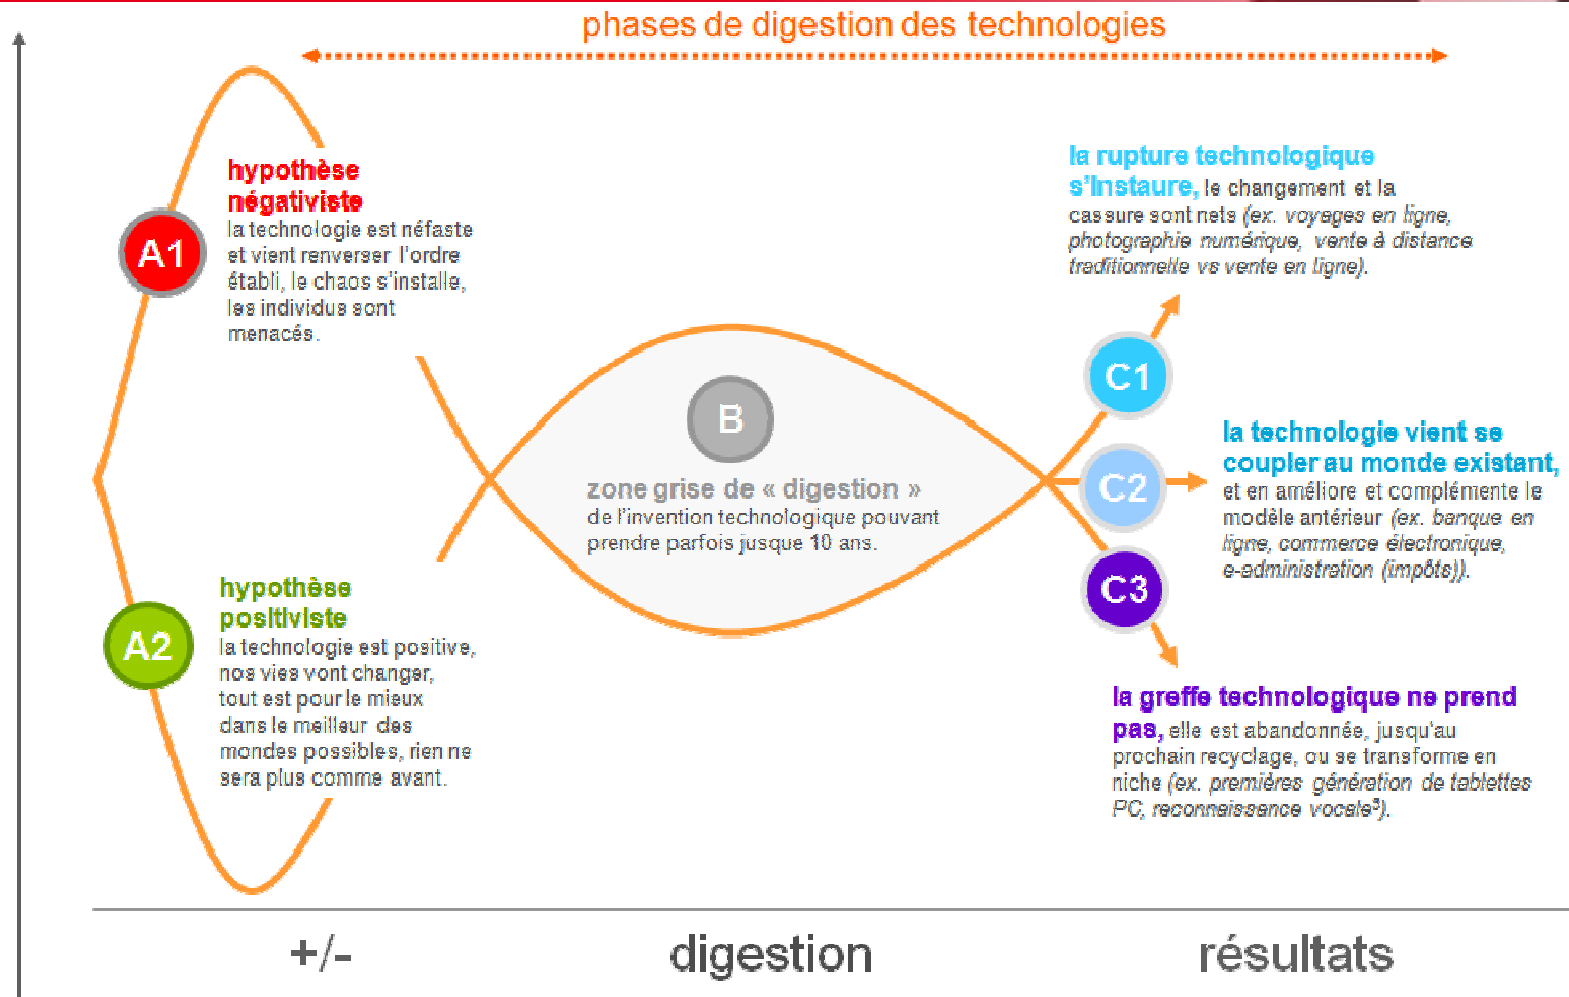 phases de digestion des technologies
A1
hypothèse
négativiste
la technologie est néfaste
et vient renverser l'ordre
établi, le chaos s'installe,
les individus sont
menacés.
A2
hypothèse
positiviste
la technologie est positive,
nos vies vont changer,
tout est pour le mieux
dans le meilleur des
mondes possibles, rien ne
sera plus comme avant.
B
zone grise de « digestion »
de l'invention technologique pouvant
prendre parfois jusque 10 ans.
la rupture technologique
s'instaure, le changement et la
cassure sont nets (ex. voyages en ligne,
photographie numérique, vente à distance
traditionnelle vs vente en ligne).
C1
C2
la technologie vient se
coupler au monde existant,
et en améliore et complémente le
modèle antérieur (ex. banque en
ligne, commerce électronique,
e-administration (impôts)).
C3
la greffe technologique ne prend
pas, elle est abandonnée, jusqu'au
prochain recyclage, ou se transforme en
niche (ex. premières génération de tablettes
PC, reconnaissance vocale³).
+/-
digestion
résultats